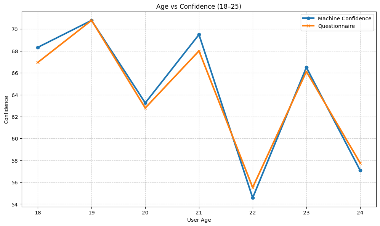 Age vs Confidence (18-25)
Machine Confidence
Questionnaire
70
68
66
64
62
60
58
56
54
Confidence
18 19 20 21 22 23 24
User Age